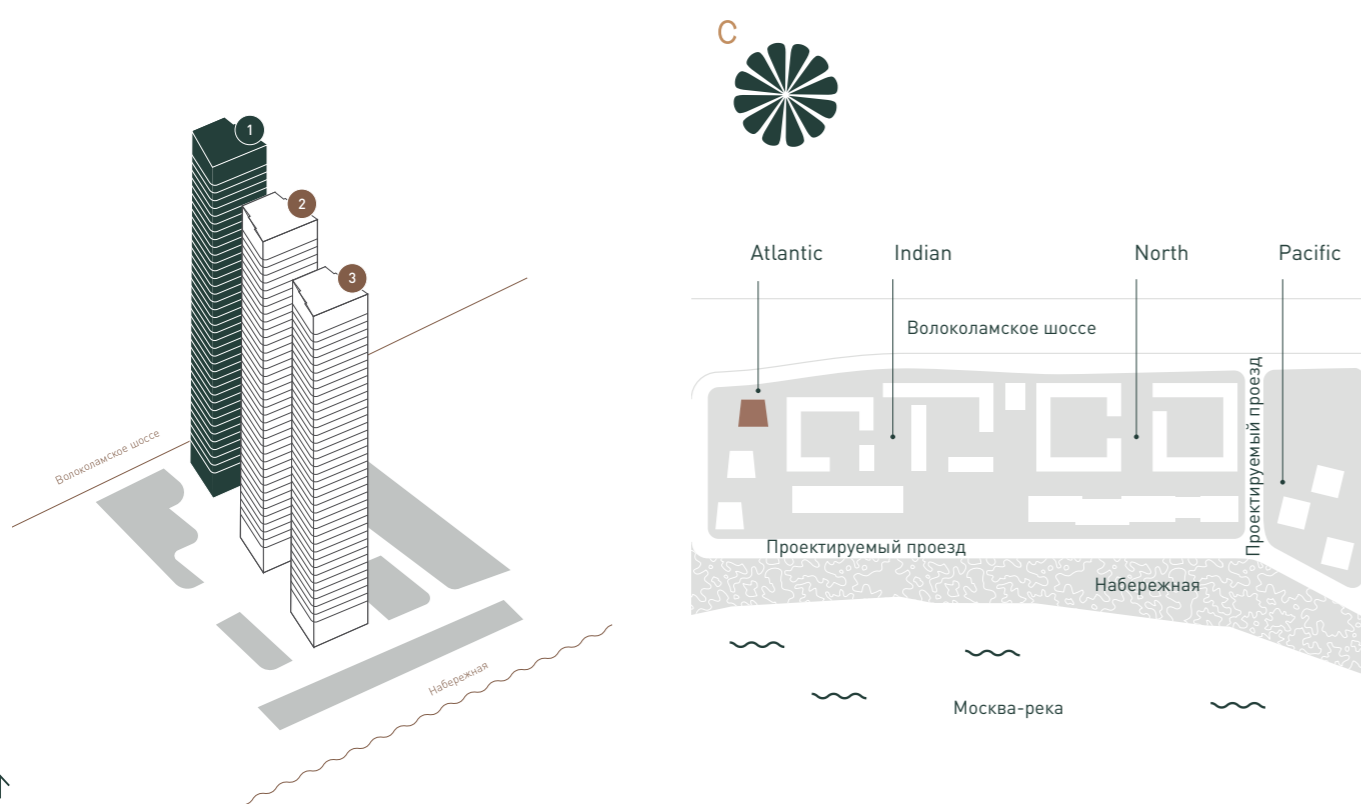 1
2
3
Волоколамское шоссе
Набережная
С
Atlantic
Indian
North
Pacific
Волоколамское шоссе
Проектируемый проезд
Проектируемый проезд
Набережная
Москва-река